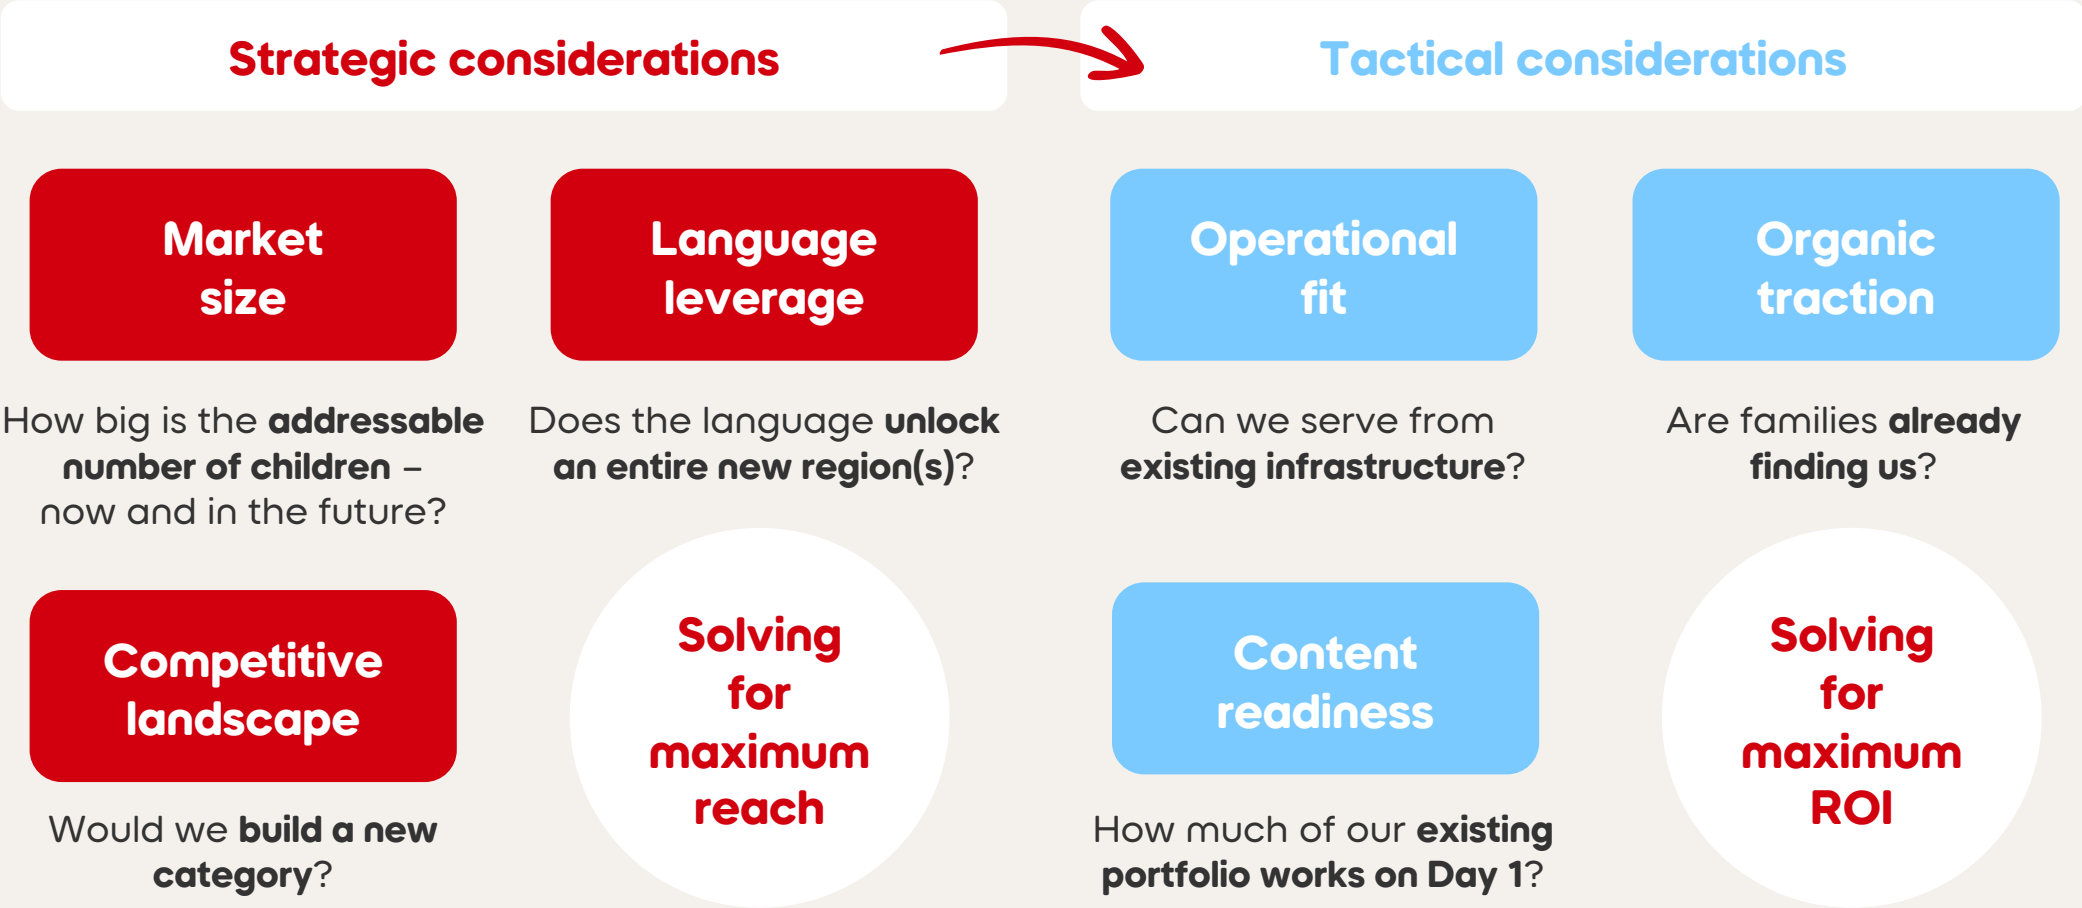 Strategic considerations
Tactical considerations
Market
size
How big is the addressable
number of children –
now and in the future?
Language
leverage
Does the language unlock
an entire new region(s)?
Competitive
landscape
Would we build a new
category?
Solving
for
maximum
reach
Operational
fit
Can we serve from
existing infrastructure?
Organic
traction
Are families already
finding us?
Content
readiness
How much of our existing
portfolio works on Day 1?
Solving
for
maximum
ROI